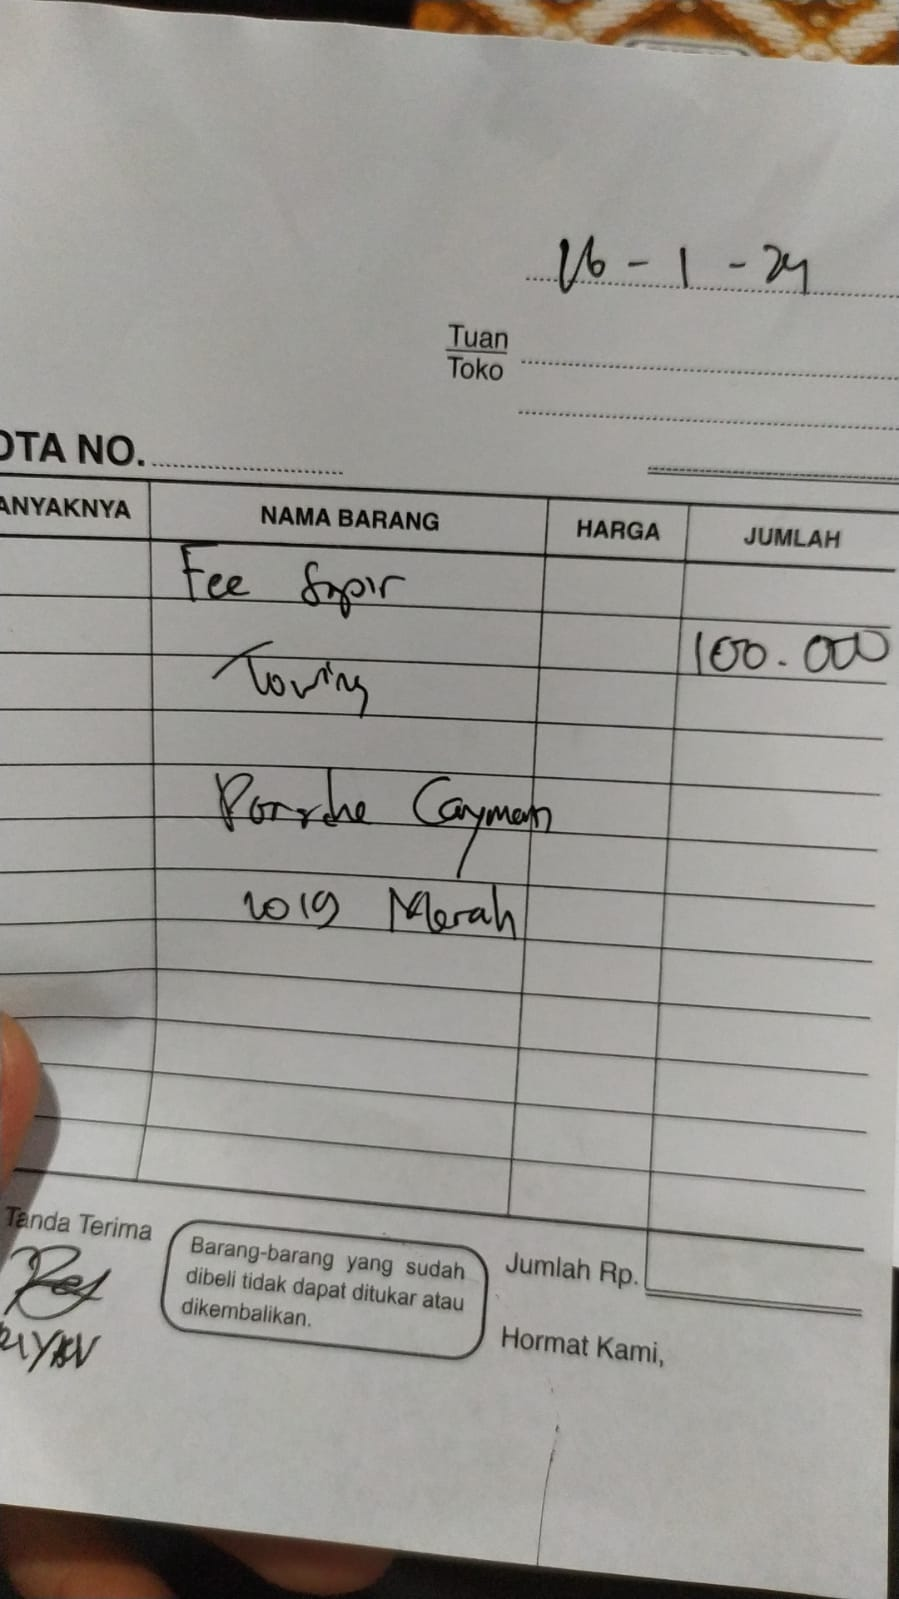 16-1-24
Tuan
Toko
OTA NO.
ANYAKNYA NAMA BARANG HARGA JUMLAH
Fee Supir
100.000
Towing
Porsche Cayman
2019 Merah
Tanda Terima
Barang-barang yang sudah
dibeli tidak dapat ditukar atau
dikembalikan.
Jumlah Rp.
Hormat Kami,